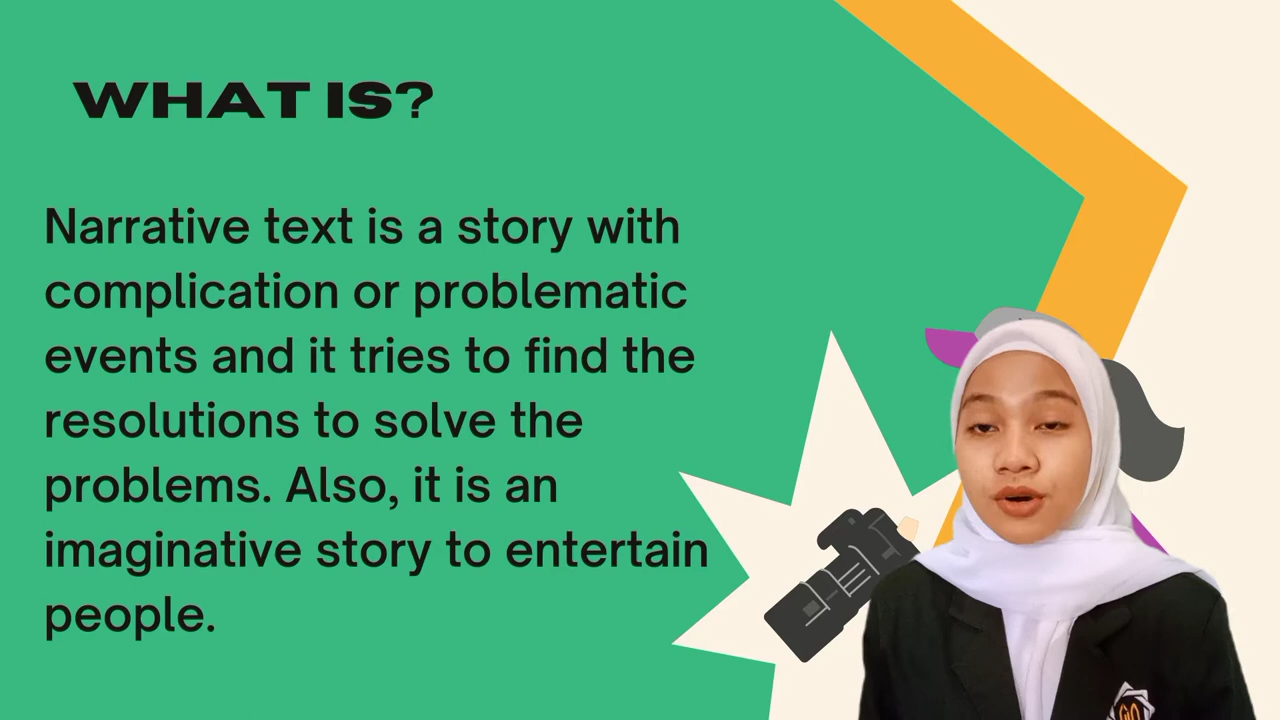 WHAT IS?
Narrative text is a story with
complication or problematic
events and it tries to find the
resolutions to solve the
problems. Also, it is an
imaginative story to entertain
people.